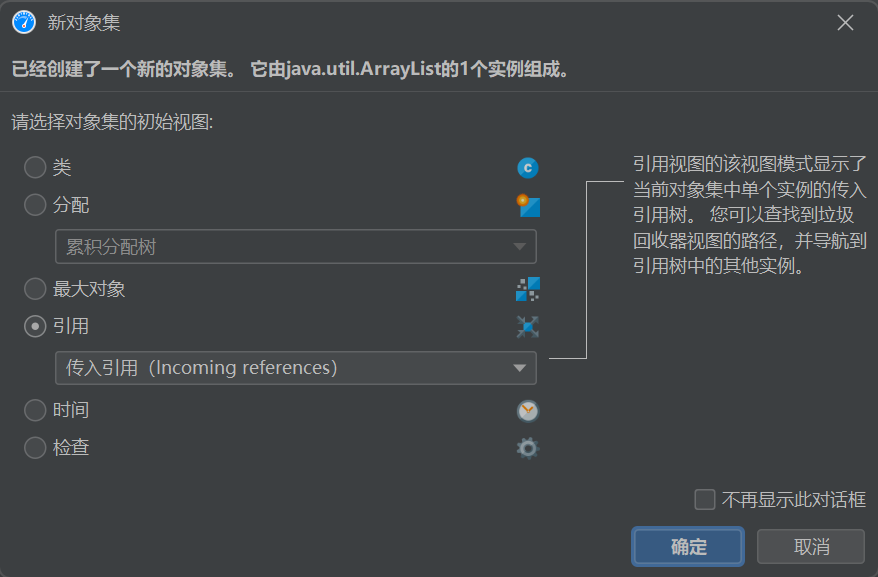 新对象集
已经创建了一个新的对象集。 它由java.util.ArrayList的1个实例组成。
请选择对象集的初始视图:
类
分配
累积分配树
最大对象
引用
传入引用（Incoming references）
时间
检查
引用视图的该视图模式显示了
当前对象集中单个实例的传入
引用树。 您可以查找到垃圾
回收器视图的路径，并导航到
引用树中的其他实例。
不再显示此对话框
确定
取消